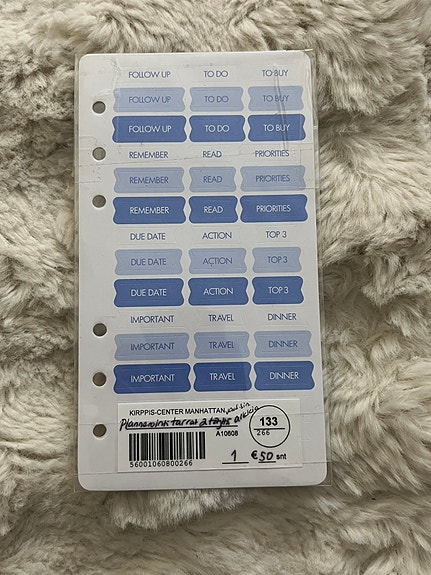 FOLLOW UP TO DO TO BUY
FOLLOW UP TO DO TO BUY
FOLLOW UP TO DO TO BUY
REMEMBER READ PRIORITIES
REMEMBER READ PRIORITIES
REMEMBER READ PRIORITIES
DUE DATE ACTION TOP 3
DUE DATE ACTION TOP 3
DUE DATE ACTION TOP 3
IMPORTANT TRAVEL DINNER
IMPORTANT TRAVEL DINNER
IMPORTANT TRAVEL DINNER
KIRPPIS-CENTER MANHATTAN
tarrat 2
A10608
133
266
56001060800266
1 € 50 snt